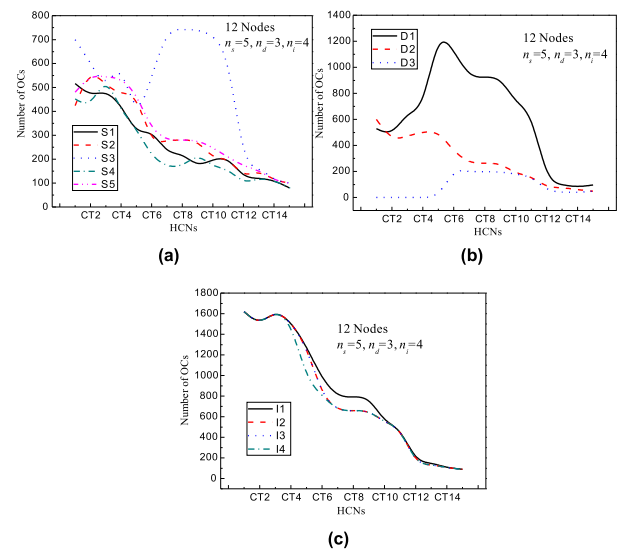 800
700
600
500
400
300
200
100
0
Number of OCs
12 Nodes
n_s=5, n_d=3, n_i=4
S1
S2
S3
S4
S5
CT2 CT4 CT6 CT8 CT10 CT12 CT14
HCNs
(a)
1400
1200
1000
800
600
400
200
0
Number of OCs
D1
D2
D3
12 Nodes
n_s=5, n_d=3, n_i=4
CT2 CT4 CT6 CT8 CT10 CT12 CT14
HCNs
(b)
1800
1600
1400
1200
1000
800
600
400
200
0
Number of OCs
12 Nodes
n_s=5, n_d=3, n_i=4
I1
I2
I3
I4
CT2 CT4 CT6 CT8 CT10 CT12 CT14
HCNs
(c)